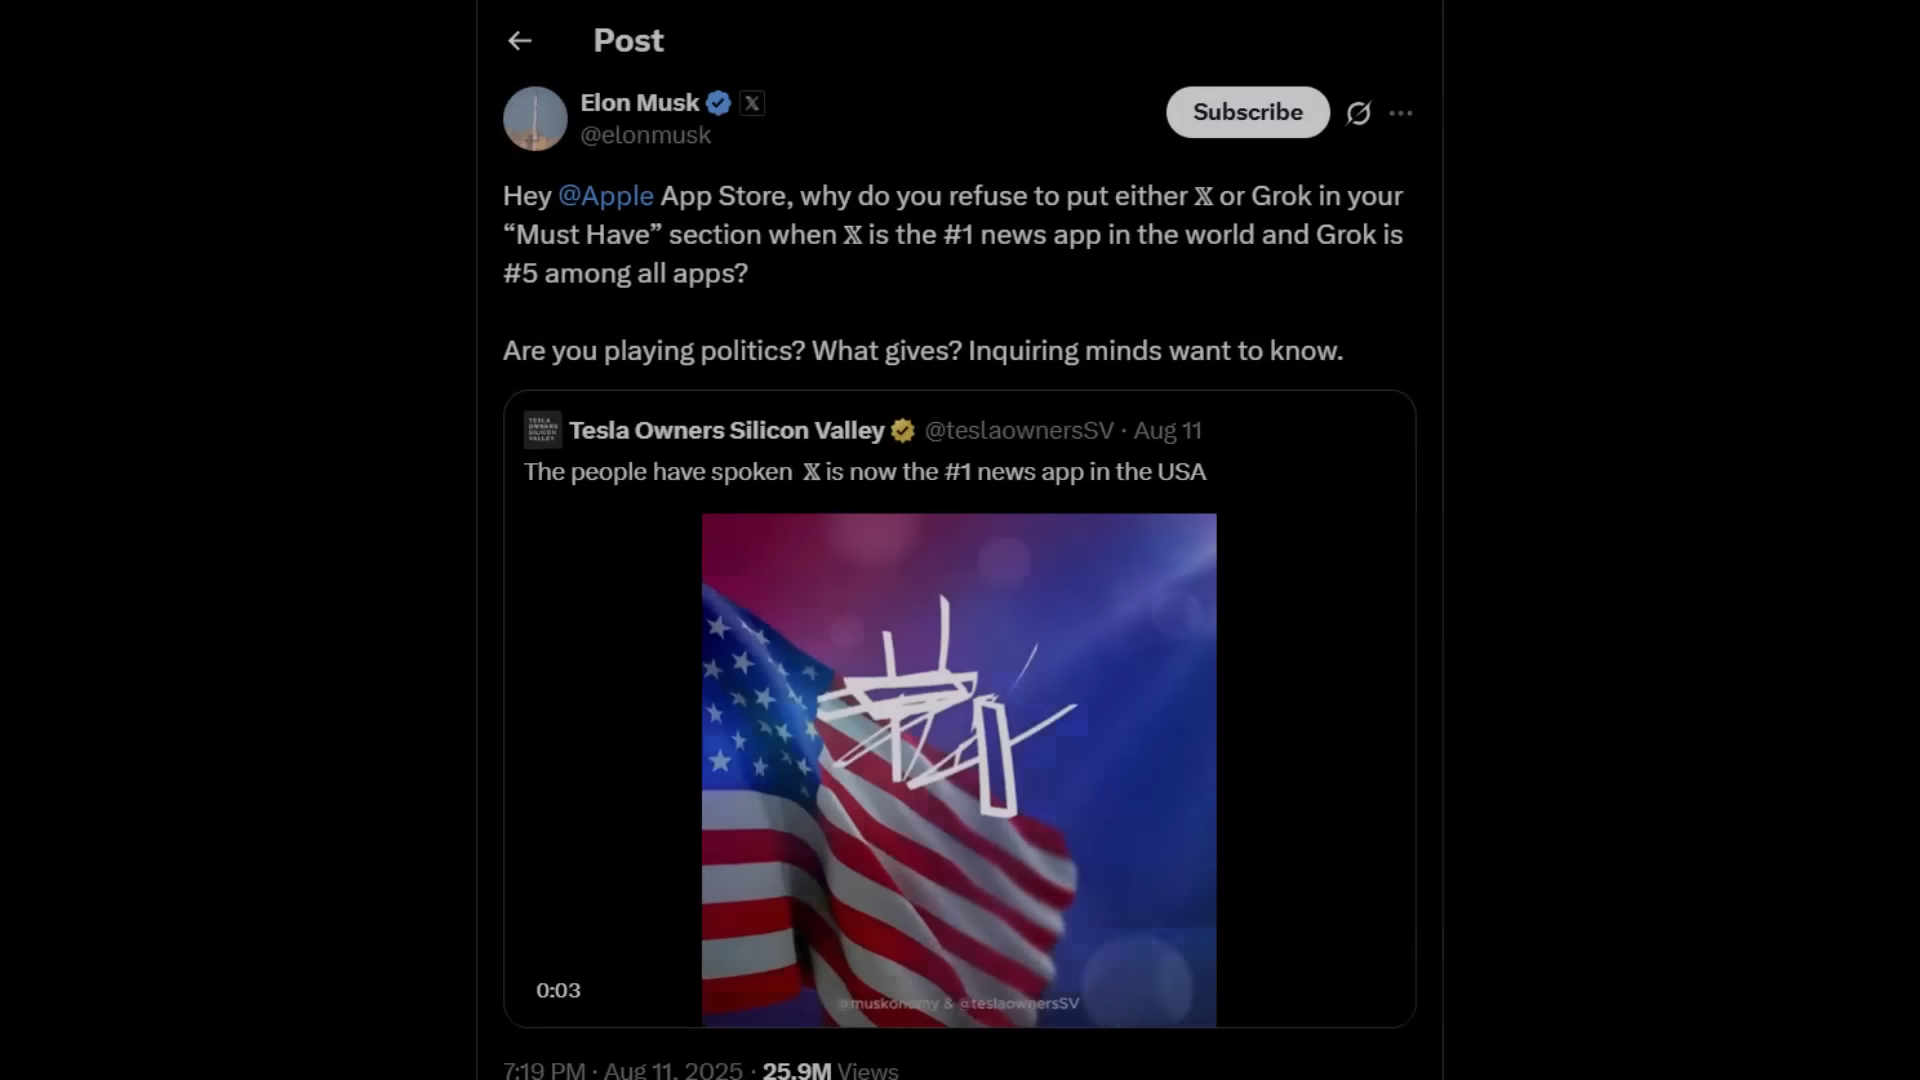 Post
Elon Musk
@elonmusk
Subscribe
Hey @Apple App Store, why do you refuse to put either 𝕏 or Grok in your
“Must Have” section when 𝕏 is the #1 news app in the world and Grok is
#5 among all apps?
Are you playing politics? What gives? Inquiring minds want to know.
TESLA
OWNERS
SILICON
VALLEY
Tesla Owners Silicon Valley @teslaownersSV · Aug 11
The people have spoken 𝕏 is now the #1 news app in the USA
@muskonomy & @teslaownersSV
0:03
7:19 PM · Aug 11, 2025 · 25.9M Views